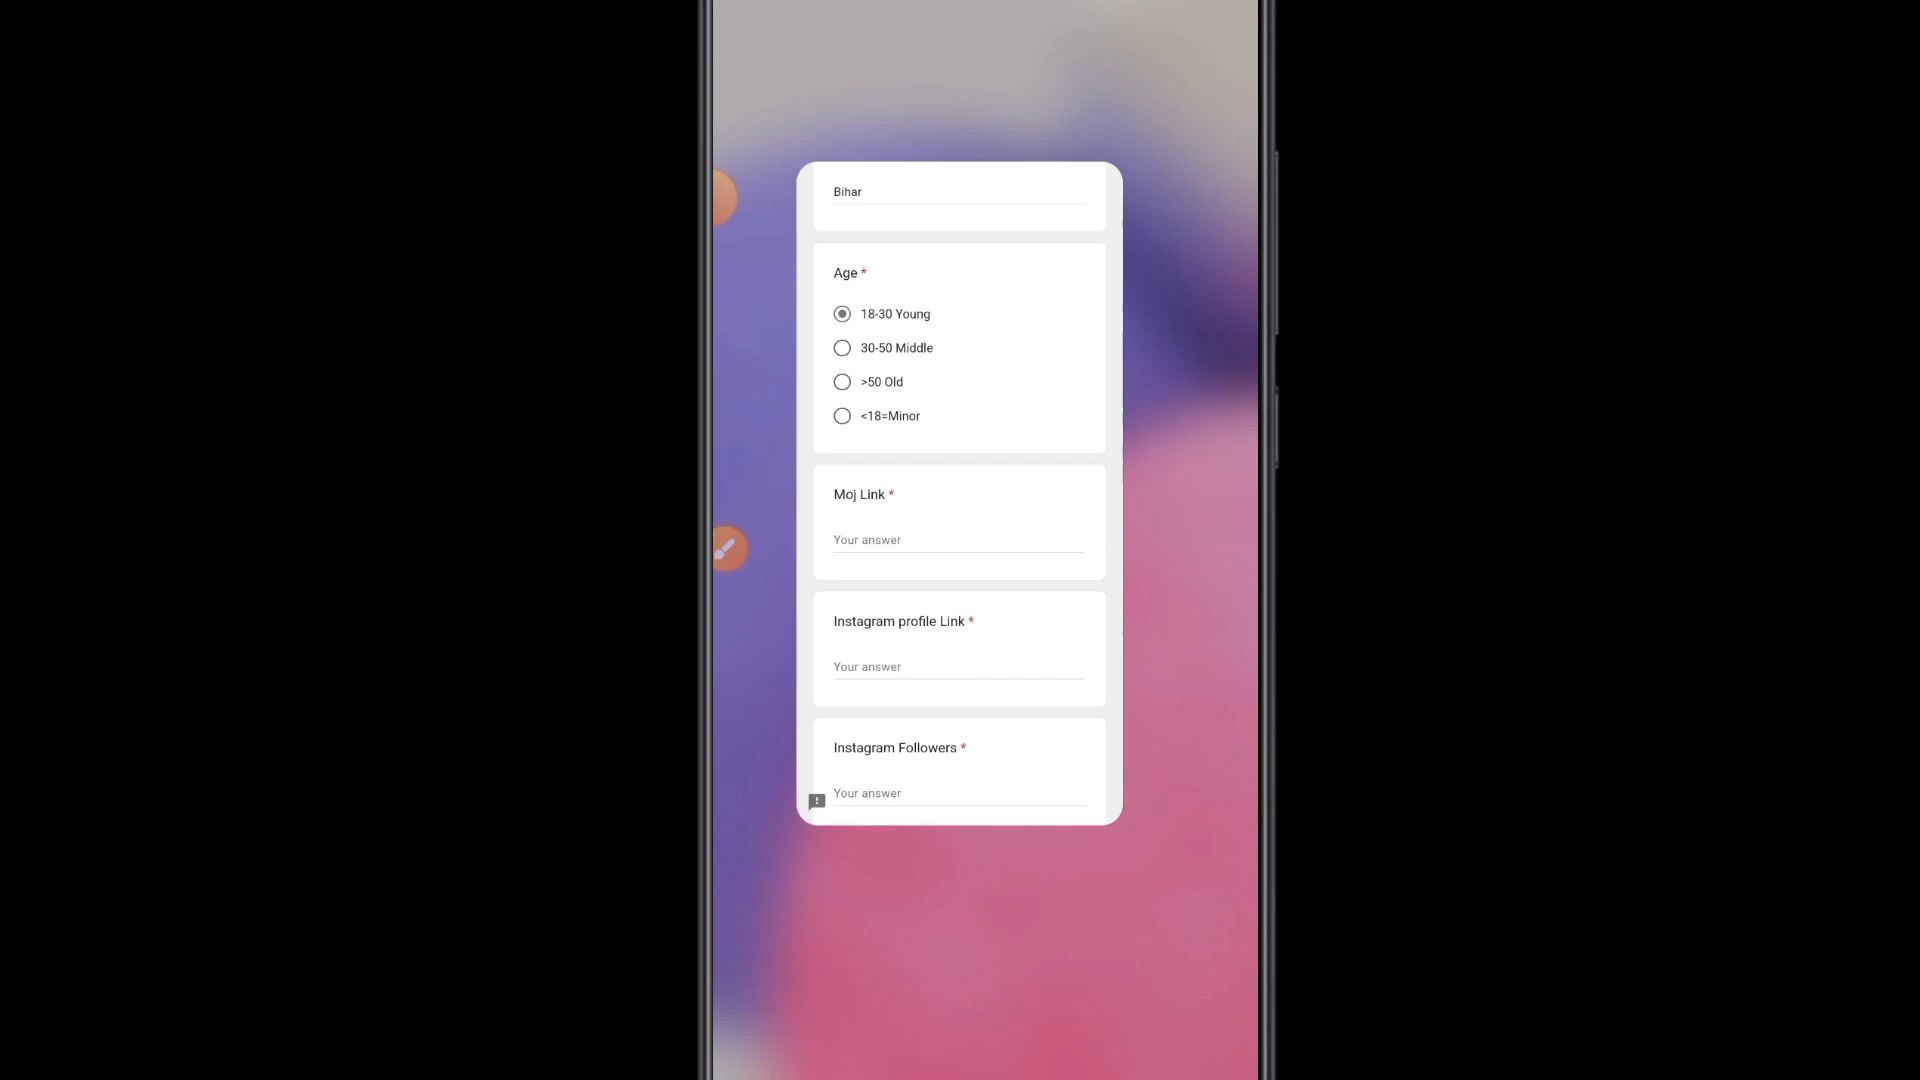 Bihar
Age *
18-30 Young
30-50 Middle
>50 Old
<18=Minor
Moj Link *
Your answer
Instagram profile Link *
Your answer
Instagram Followers *
Your answer